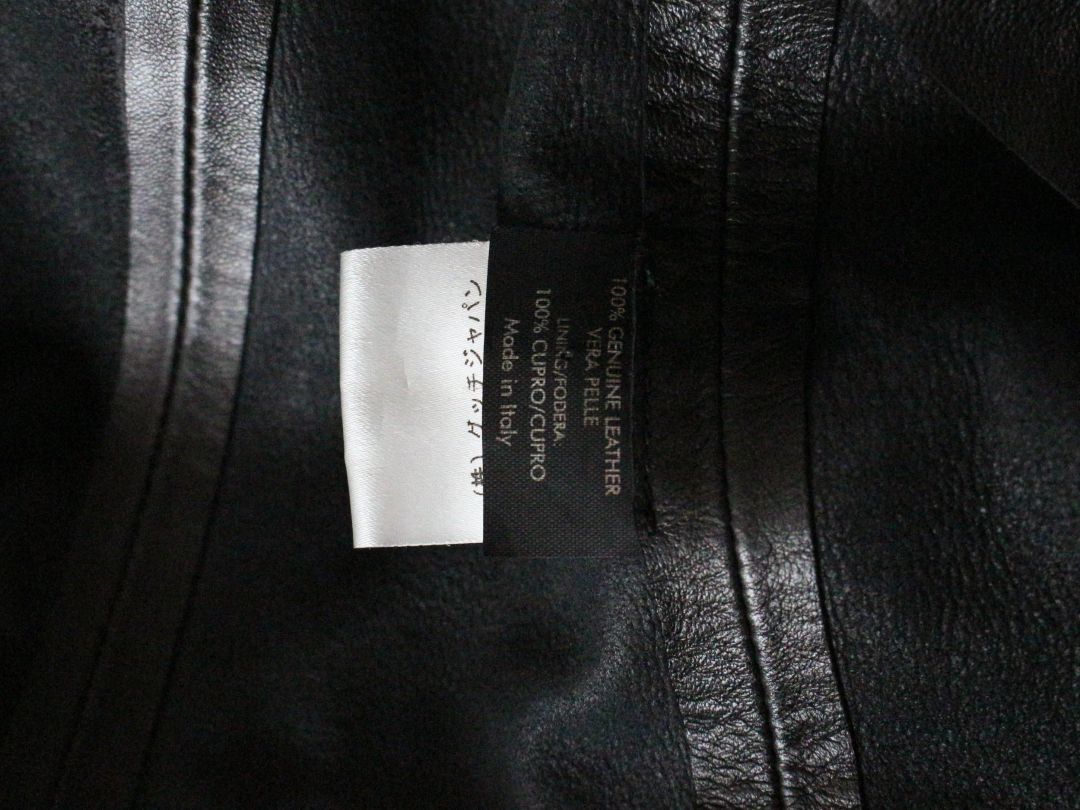 100% GENUINE LEATHER
VERA PELLE
LINING/FODERA
100% CUPRO/CUPRO
Made in Italy
(株)グッチジャパン